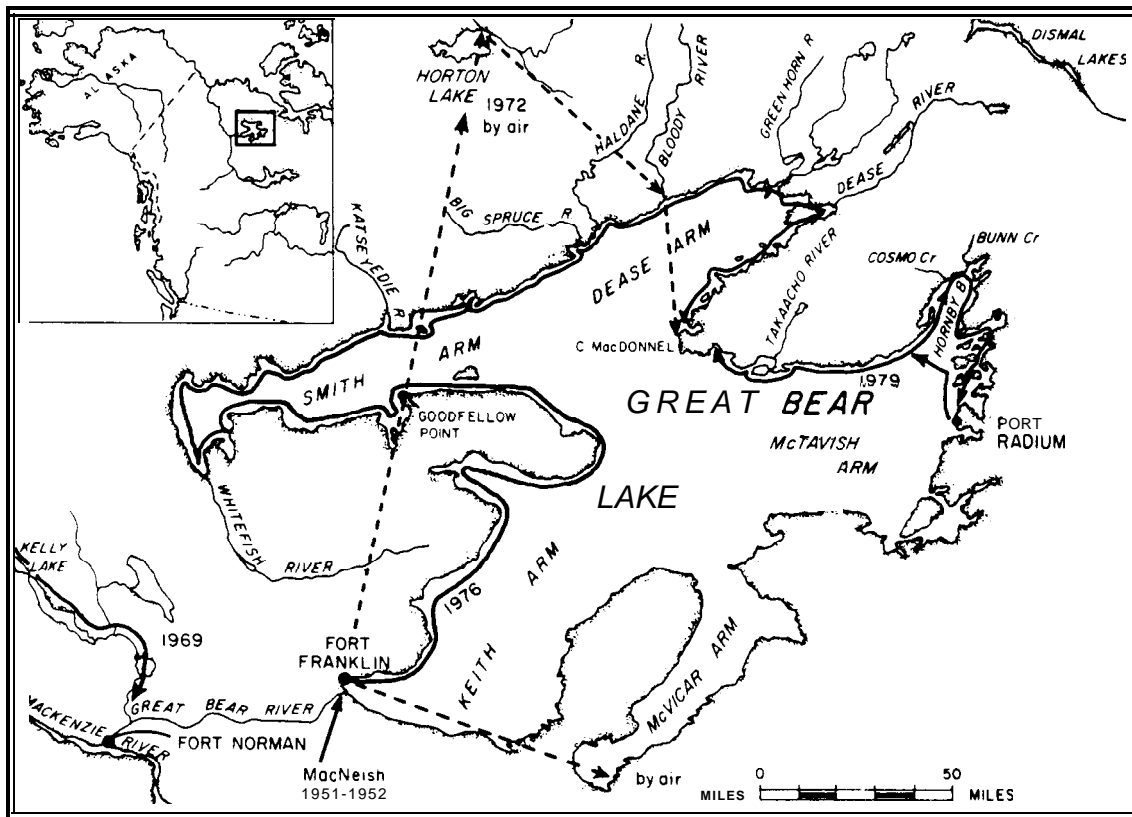 ALASKA
DISMAL
LAKES
HORTON
LAKE
1972
by air
HALDANE R
BLOODY
RIVER
GREEN HORN R
DEASE
RIVER
KATSEYEDIE R
BIG SPRUCE R
DEASE ARM
TAKAACHO RIVER
COSMO Cr
BUNN Cr
HORNBY B
SMITH ARM
C MacDONNEL
1979
GREAT BEAR
LAKE
GOODFELLOW
POINT
McTAVISH
ARM
PORT
RADIUM
WHITEFISH
RIVER
KELLY
LAKE
1969
1976
KEITH ARM
McVICAR ARM
FORT
FRANKLIN
GREAT BEAR RIVER
MACKENZIE
RIVER
FORT NORMAN
MacNeish
1951-1952
by air
0 50
MILES MILES